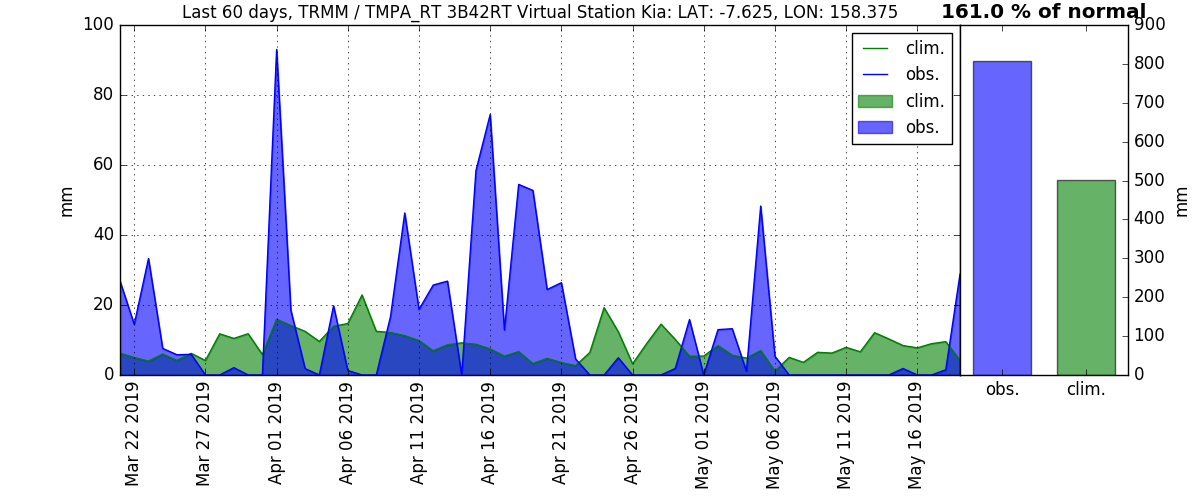 Last 60 days, TRMM / TMPA_RT 3B42RT Virtual Station Kia: LAT: -7.625, LON: 158.375
161.0 % of normal
100
80
60
40
20
0
mm
clim.
obs.
clim.
obs.
900
800
700
600
500
400
300
200
100
0
mm
Mar 22 2019
Mar 27 2019
Apr 01 2019
Apr 06 2019
Apr 11 2019
Apr 16 2019
Apr 21 2019
Apr 26 2019
May 01 2019
May 06 2019
May 11 2019
May 16 2019
obs.
clim.